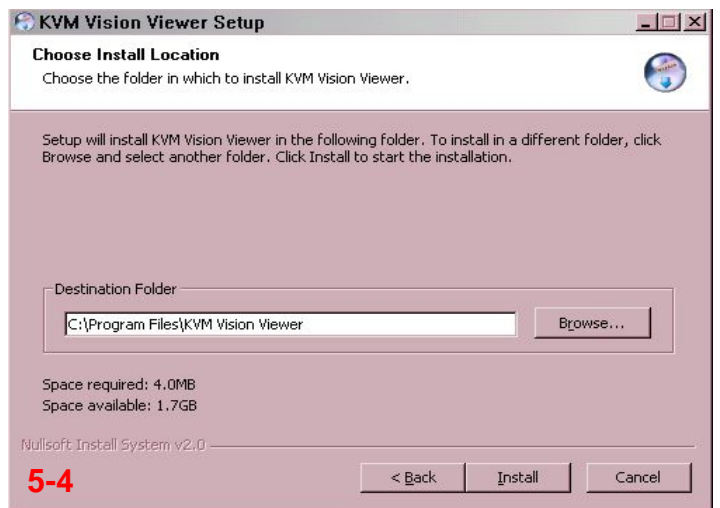 KVM Vision Viewer Setup
Choose Install Location
Choose the folder in which to install KVM Vision Viewer.
Setup will install KVM Vision Viewer in the following folder. To install in a different folder, click
Browse and select another folder. Click Install to start the installation.
Destination Folder
C:\Program Files\KVM Vision Viewer
Browse...
Space required: 4.0MB
Space available: 1.7GB
Nullsoft Install System v2.0
5-4
< Back
Install
Cancel